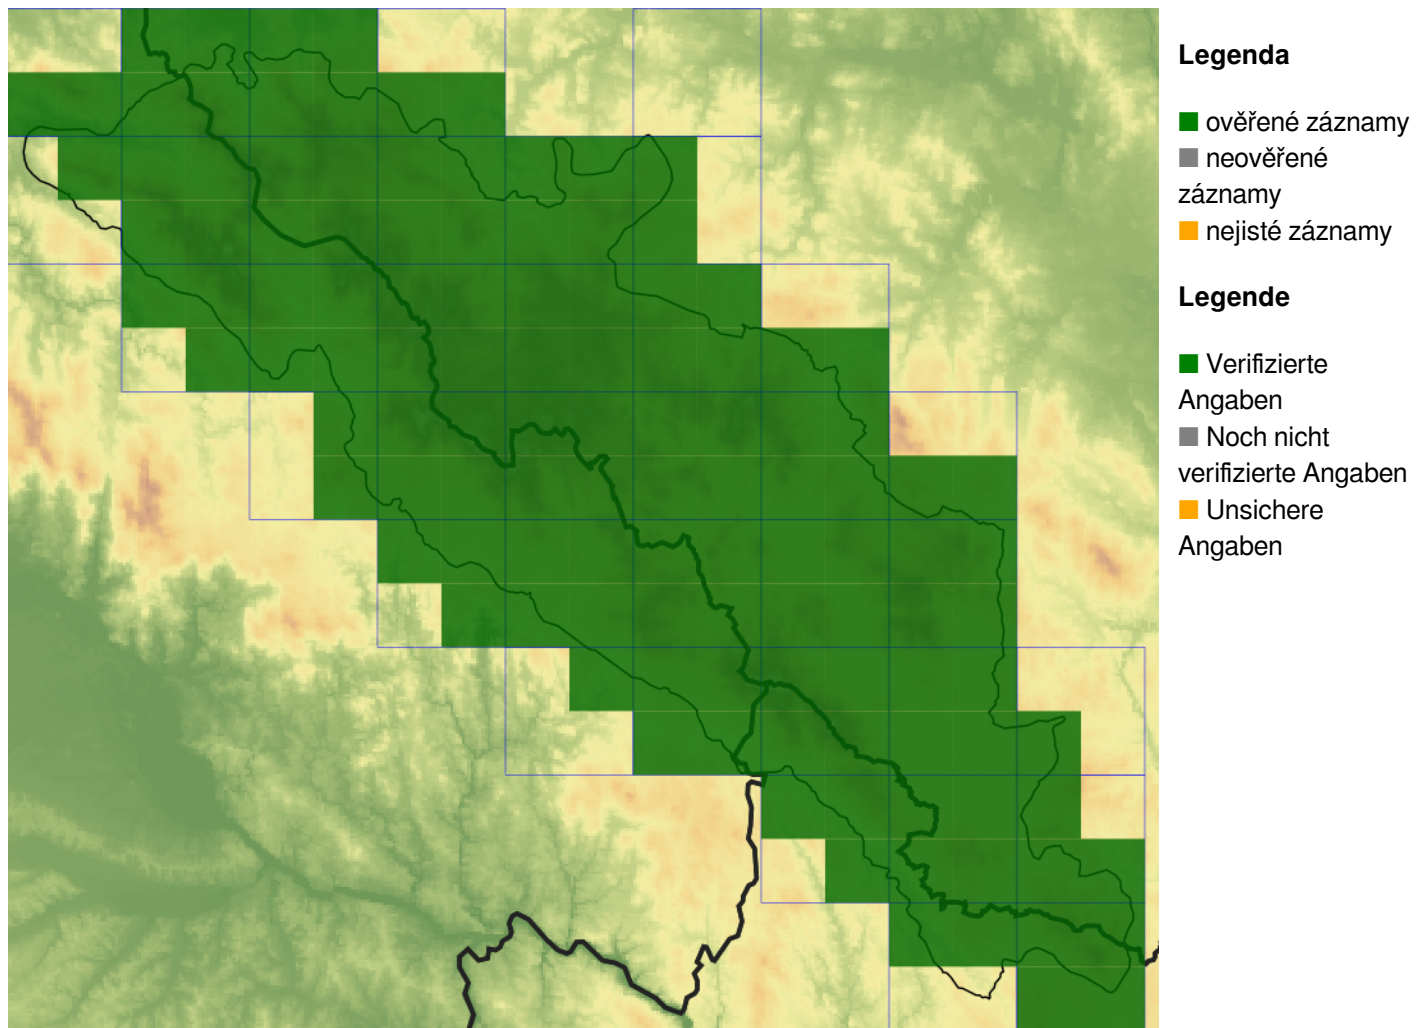 Legenda
ověřené záznamy
neověřené
záznamy
nejisté záznamy
Legende
Verifizierte
Angaben
Noch nicht
verifizierte Angaben
Unsichere
Angaben